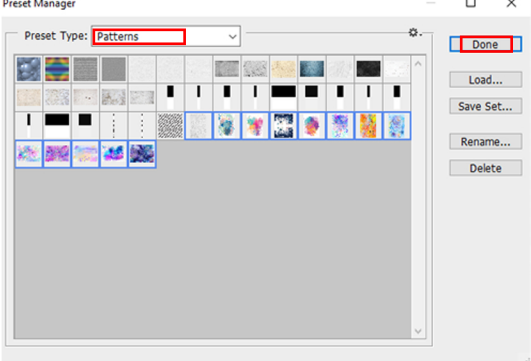 Preset Manager
Preset Type: Patterns
Done
Load...
Save Set...
Rename...
Delete